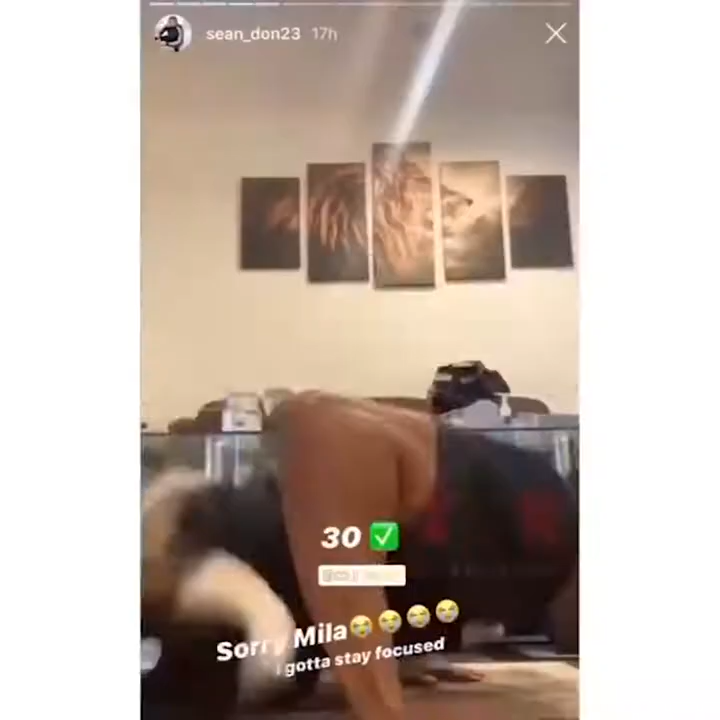 sean_don23 17h
30 ✅
Sorry Mila😭😭😭😭
i gotta stay focused